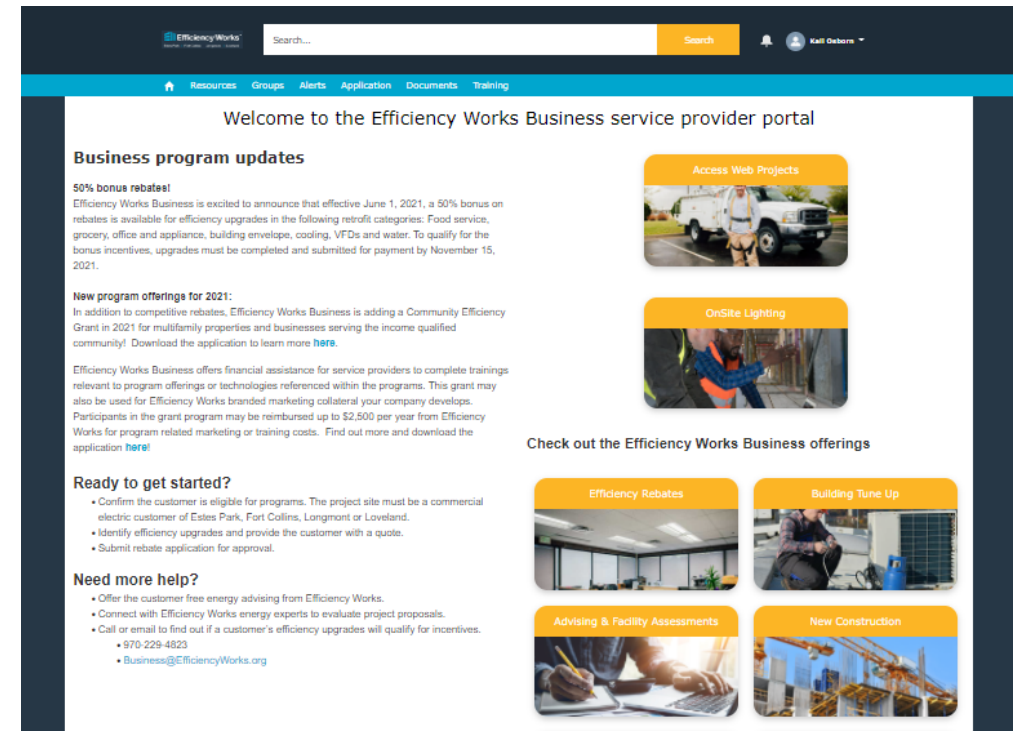 Efficiency Works
Search...
Search
Kail Osborn
Resources Groups Alerts Application Documents Training
Welcome to the Efficiency Works Business service provider portal
Business program updates
50% bonus rebates!
Efficiency Works Business is excited to announce that effective June 1, 2021, a 50% bonus on
rebates is available for efficiency upgrades in the following retrofit categories: Food service,
grocery, office and appliance, building envelope, cooling, VFDs and water. To qualify for the
bonus incentives, upgrades must be completed and submitted for payment by November 15,
2021.
New program offerings for 2021:
In addition to competitive rebates, Efficiency Works Business is adding a Community Efficiency
Grant in 2021 for multifamily properties and businesses serving the income qualified
community! Download the application to learn more here.
Efficiency Works Business offers financial assistance for service providers to complete trainings
relevant to program offerings or technologies referenced within the programs. This grant may
also be used for Efficiency Works branded marketing collateral your company develops.
Participants in the grant program may be reimbursed up to $2,500 per year from Efficiency
Works for program related marketing or training costs. Find out more and download the
application here!
Ready to get started?
• Confirm the customer is eligible for programs. The project site must be a commercial
electric customer of Estes Park, Fort Collins, Longmont or Loveland.
• Identify efficiency upgrades and provide the customer with a quote.
• Submit rebate application for approval.
Need more help?
• Offer the customer free energy advising from Efficiency Works.
• Connect with Efficiency Works energy experts to evaluate project proposals.
• Call or email to find out if a customer's efficiency upgrades will qualify for incentives.
• 970-229-4823
• Business@EfficiencyWorks.org
Access Web Projects
OnSite Lighting
Check out the Efficiency Works Business offerings
Efficiency Rebates
Building Tune Up
Advising & Facility Assessments
New Construction